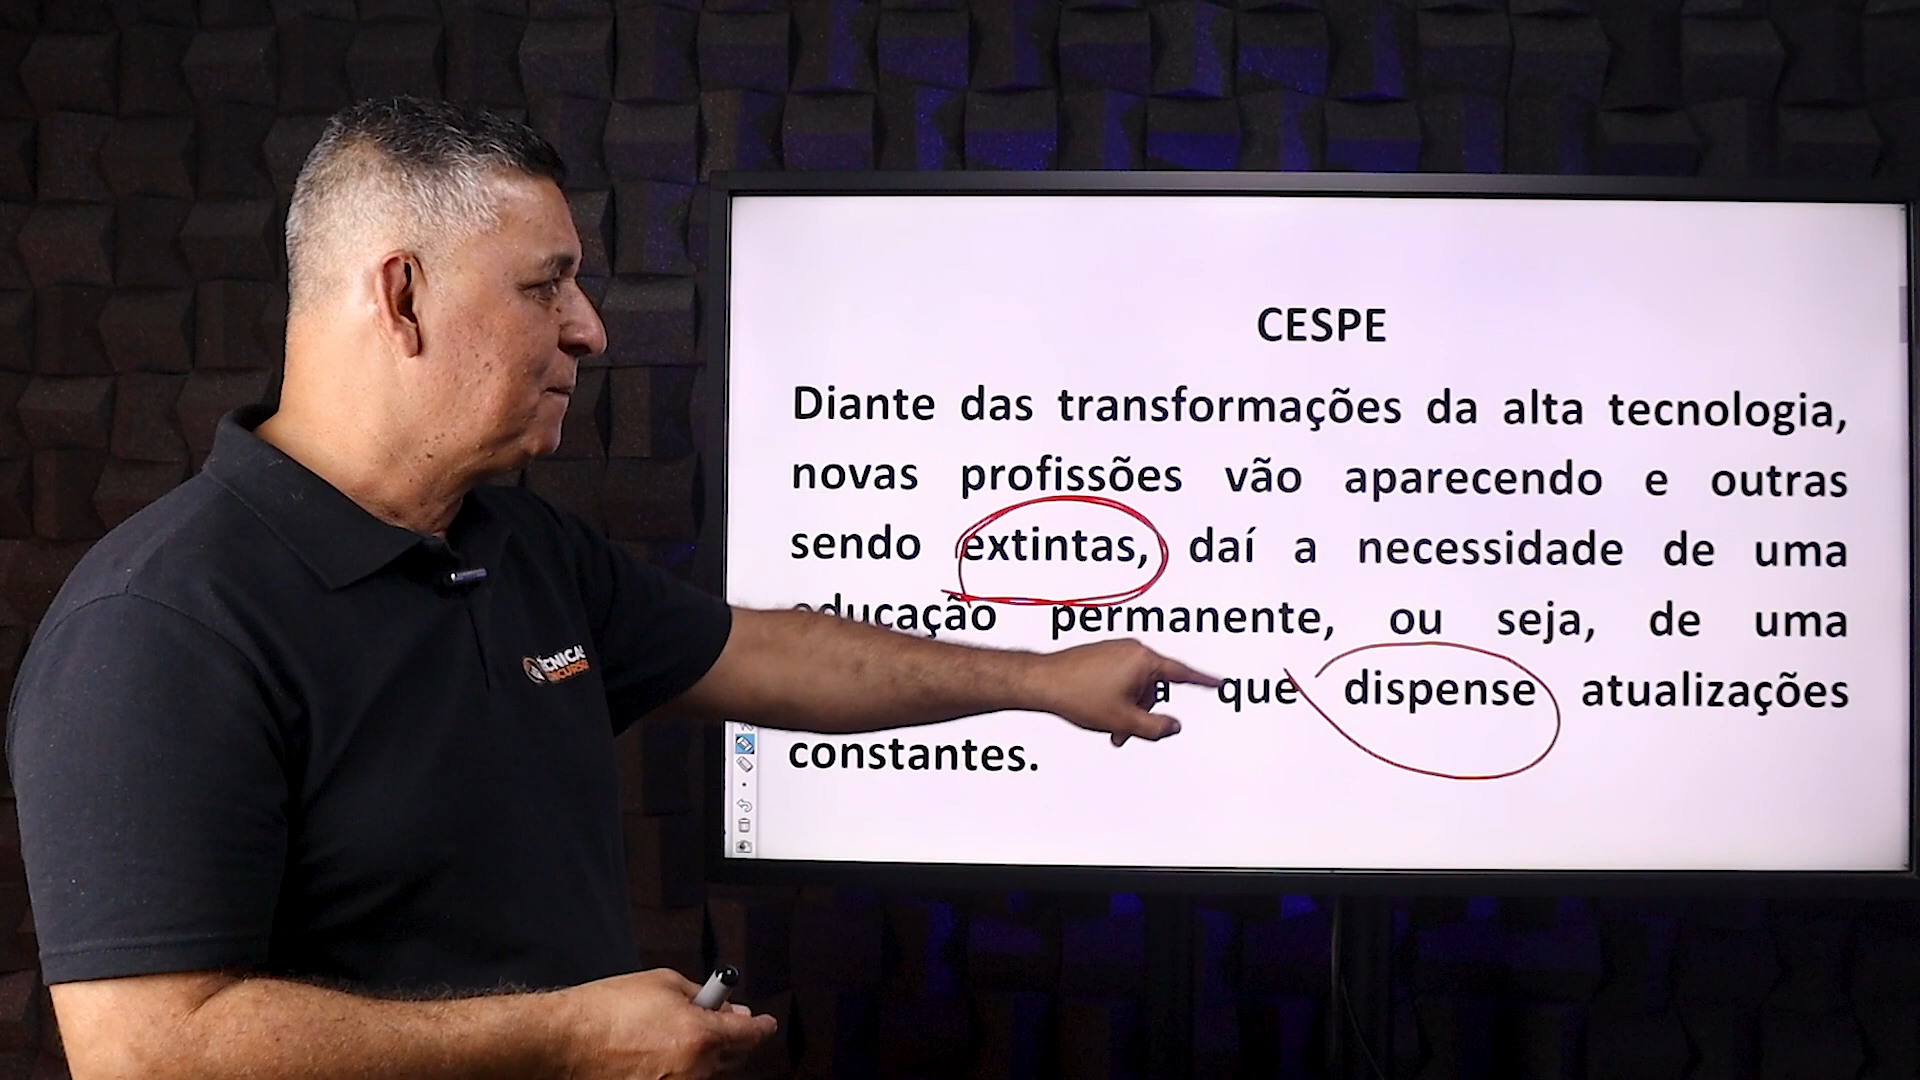 CESPE
Diante das transformações da alta tecnologia,
novas profissões vão aparecendo e outras
sendo extintas, daí a necessidade de uma
educação permanente, ou seja, de uma
que dispense atualizações
constantes.